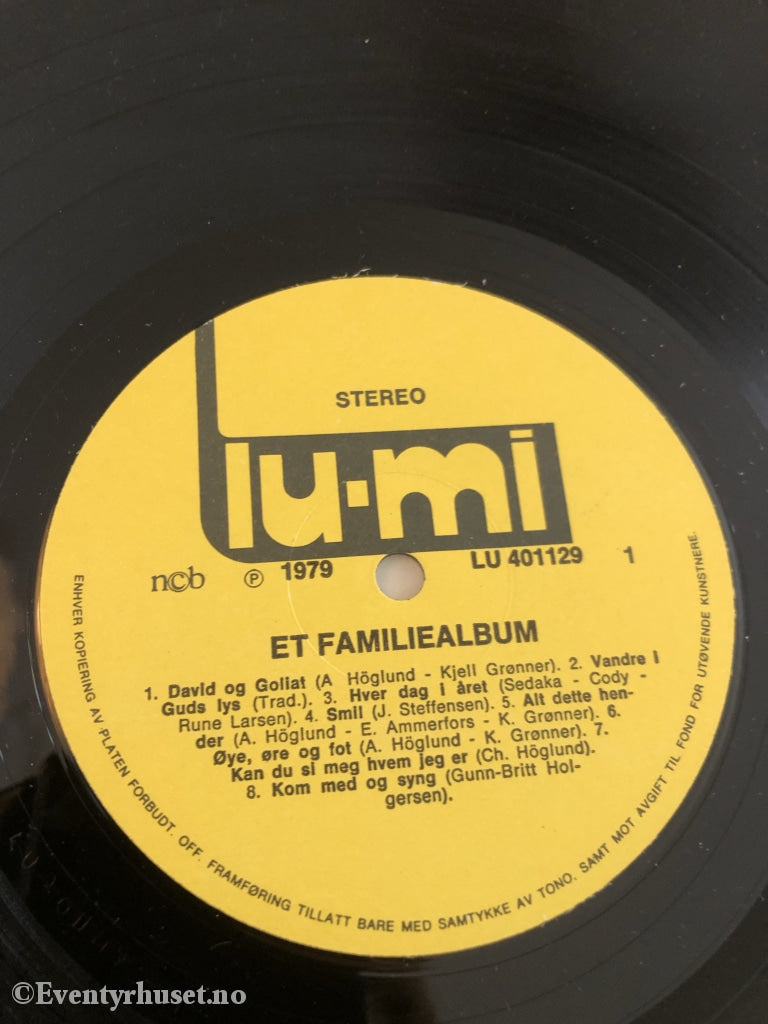 STEREO
lu-mi
n©b ℗ 1979 LU 401129 1
ET FAMILIEALBUM
1. David og Goliat (A Höglund - Kjell Grønner). 2. Vandre i
Guds lys (Trad.). 3. Hver dag i året (Sedaka - Cody -
Rune Larsen). 4. Smil (J. Steffensen). 5. Alt dette hen-
der (A. Höglund - E. Ammerfors - K. Grønner). 6.
Øye, øre og fot (A. Höglund - K. Grønner). 7.
Kan du si meg hvem jeg er (Ch. Höglund).
8. Kom med og syng (Gunn-Britt Hol-
gersen).
ENHVER KOPIERING AV PLATEN FORBUDT. OFF. FRAMFØRING TILLATT BARE MED SAMTYKKE AV TONO. SAMT MOT AVGIFT TIL FOND FOR UTØVENDE KUNSTNERE.
©Eventyrhuset.no